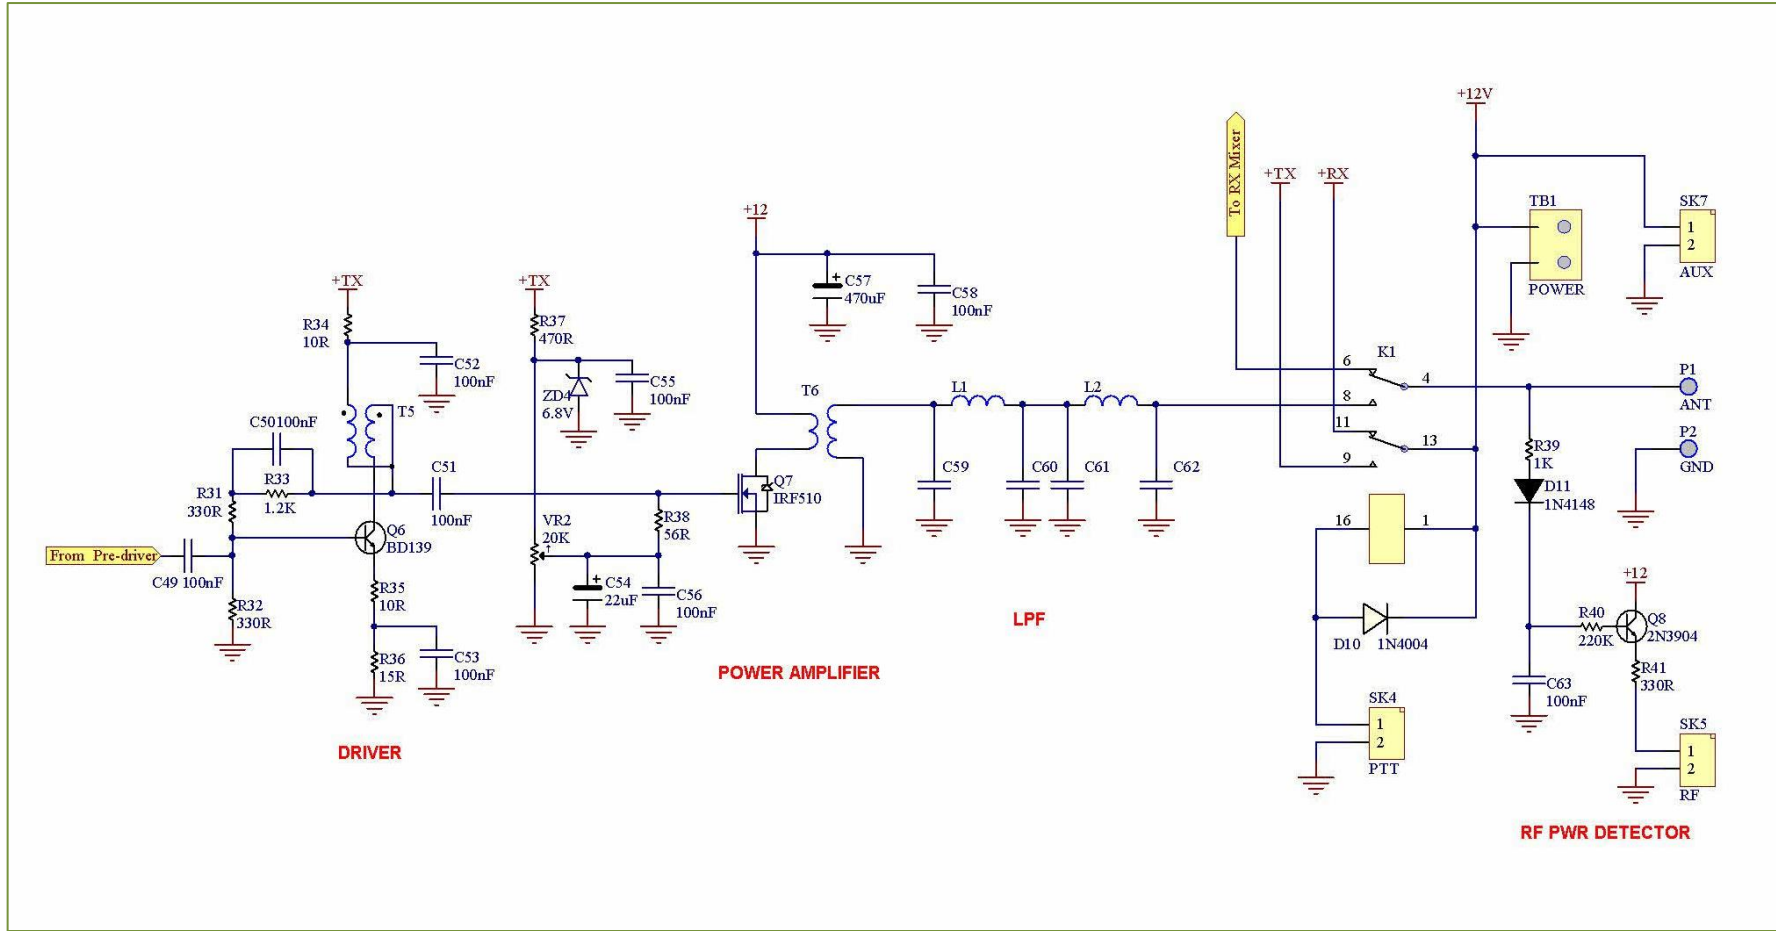 +12V
To RX Mixer
+TX
+RX
TB1
POWER
SK7
1
2
AUX
+12
C57
470uF
C58
100nF
+TX
R34
10R
C52
100nF
+TX
R37
470R
ZD4
6.8V
C55
100nF
T5
C50100nF
R33
1.2K
R31
330R
C51
100nF
Q6
BD139
From Pre-driver
C49 100nF
R32
330R
R35
10R
R36
15R
C53
100nF
DRIVER
VR2
20K
R38
56R
C54
22uF
C56
100nF
T6
Q7
IRF510
POWER AMPLIFIER
L1
L2
C59
C60
C61
C62
LPF
K1
6
4
8
11
13
9
16
1
D10
1N4004
SK4
1
2
PTT
P1
ANT
P2
GND
R39
1K
D11
1N4148
+12
R40
220K
Q8
2N3904
R41
330R
C63
100nF
SK5
1
2
RF
RF PWR DETECTOR